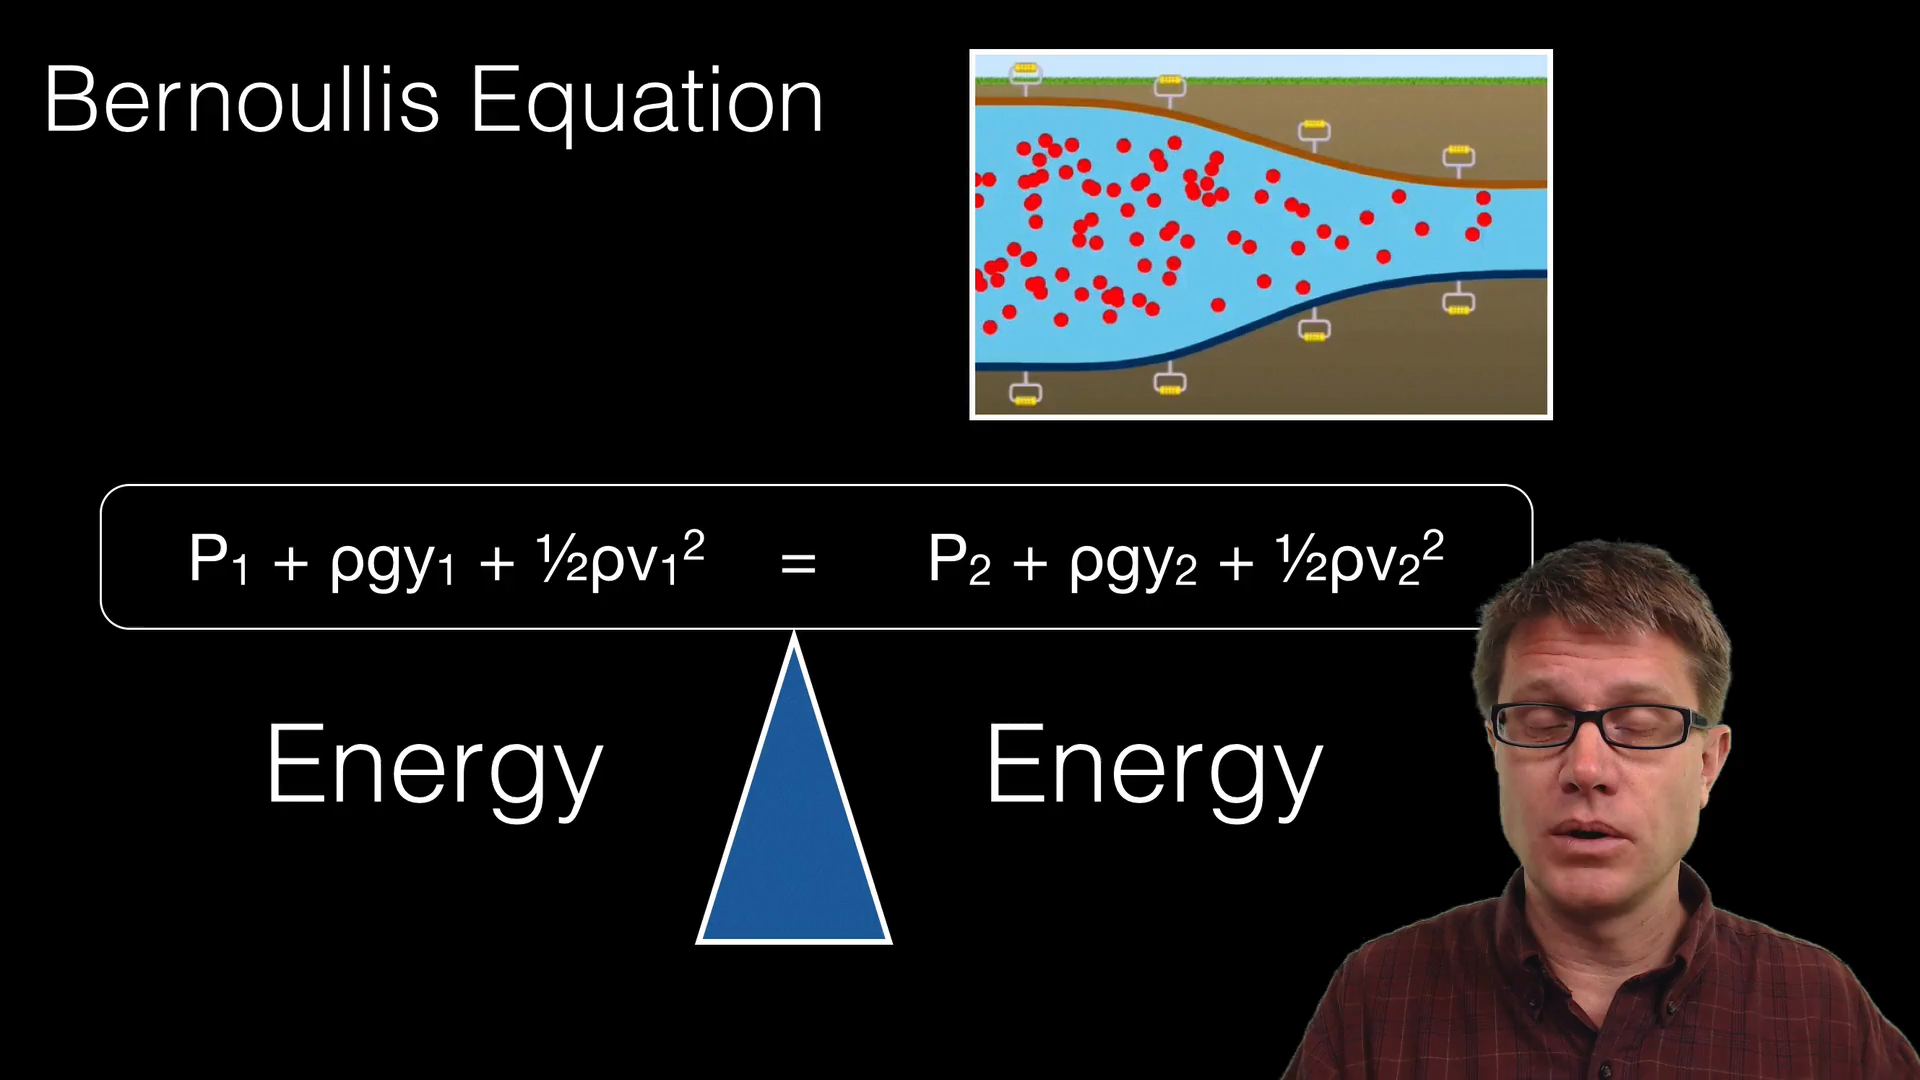 Bernoullis Equation
P₁ + ρgy₁ + ½ρv₁² = P₂ + ρgy₂ + ½ρv₂²
Energy Energy